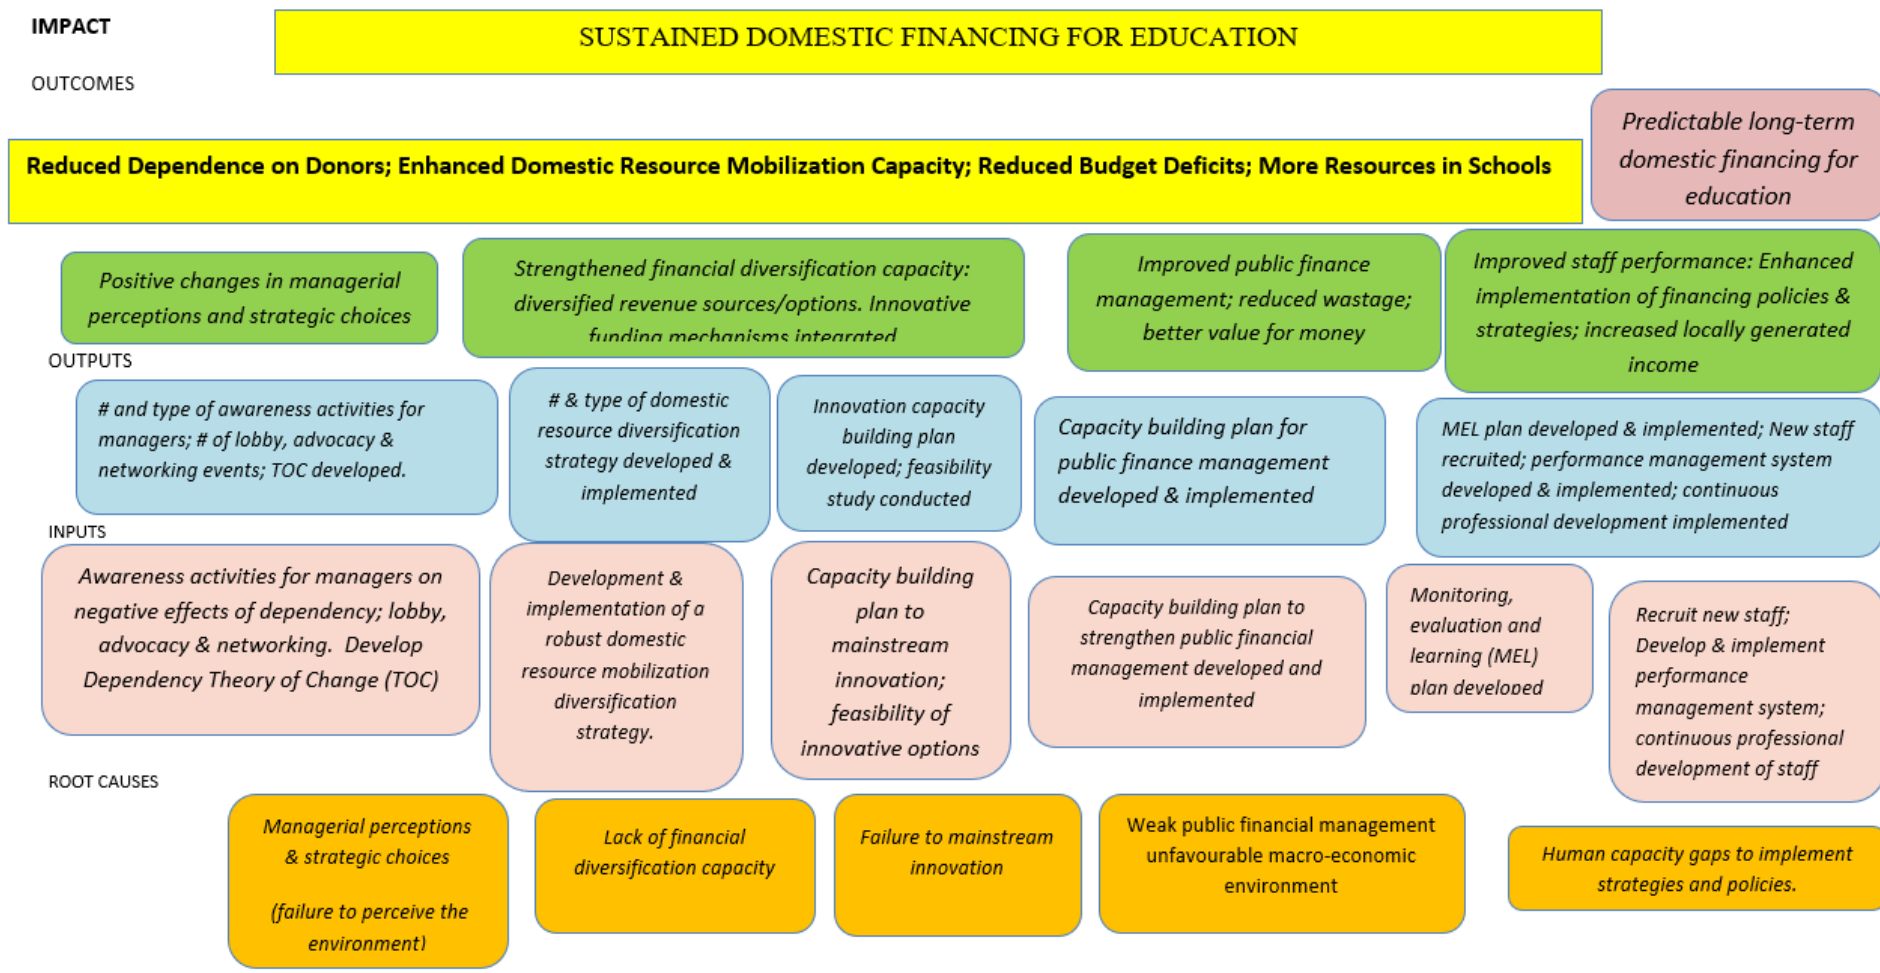 IMPACT
SUSTAINED DOMESTIC FINANCING FOR EDUCATION
OUTCOMES
Predictable long-term
domestic financing for
education
Reduced Dependence on Donors; Enhanced Domestic Resource Mobilization Capacity; Reduced Budget Deficits; More Resources in Schools
Positive changes in managerial
perceptions and strategic choices
Strengthened financial diversification capacity:
diversified revenue sources/options. Innovative
funding mechanisms integrated
Improved public finance
management; reduced wastage;
better value for money
Improved staff performance: Enhanced
implementation of financing policies &
strategies; increased locally generated
income
OUTPUTS
# and type of awareness activities for
managers; # of lobby, advocacy &
networking events; TOC developed.
# & type of domestic
resource diversification
strategy developed &
implemented
Innovation capacity
building plan
developed; feasibility
study conducted
Capacity building plan for
public finance management
developed & implemented
MEL plan developed & implemented; New staff
recruited; performance management system
developed & implemented; continuous
professional development implemented
INPUTS
Awareness activities for managers on
negative effects of dependency; lobby,
advocacy & networking. Develop
Dependency Theory of Change (TOC)
Development &
implementation of a
robust domestic
resource mobilization
diversification
strategy.
Capacity building
plan to
mainstream
innovation;
feasibility of
innovative options
Capacity building plan to
strengthen public financial
management developed and
implemented
Monitoring,
evaluation and
learning (MEL)
plan developed
Recruit new staff;
Develop & implement
performance
management system;
continuous professional
development of staff
ROOT CAUSES
Managerial perceptions
& strategic choices
(failure to perceive the
environment)
Lack of financial
diversification capacity
Failure to mainstream
innovation
Weak public financial management
unfavourable macro-economic
environment
Human capacity gaps to implement
strategies and policies.